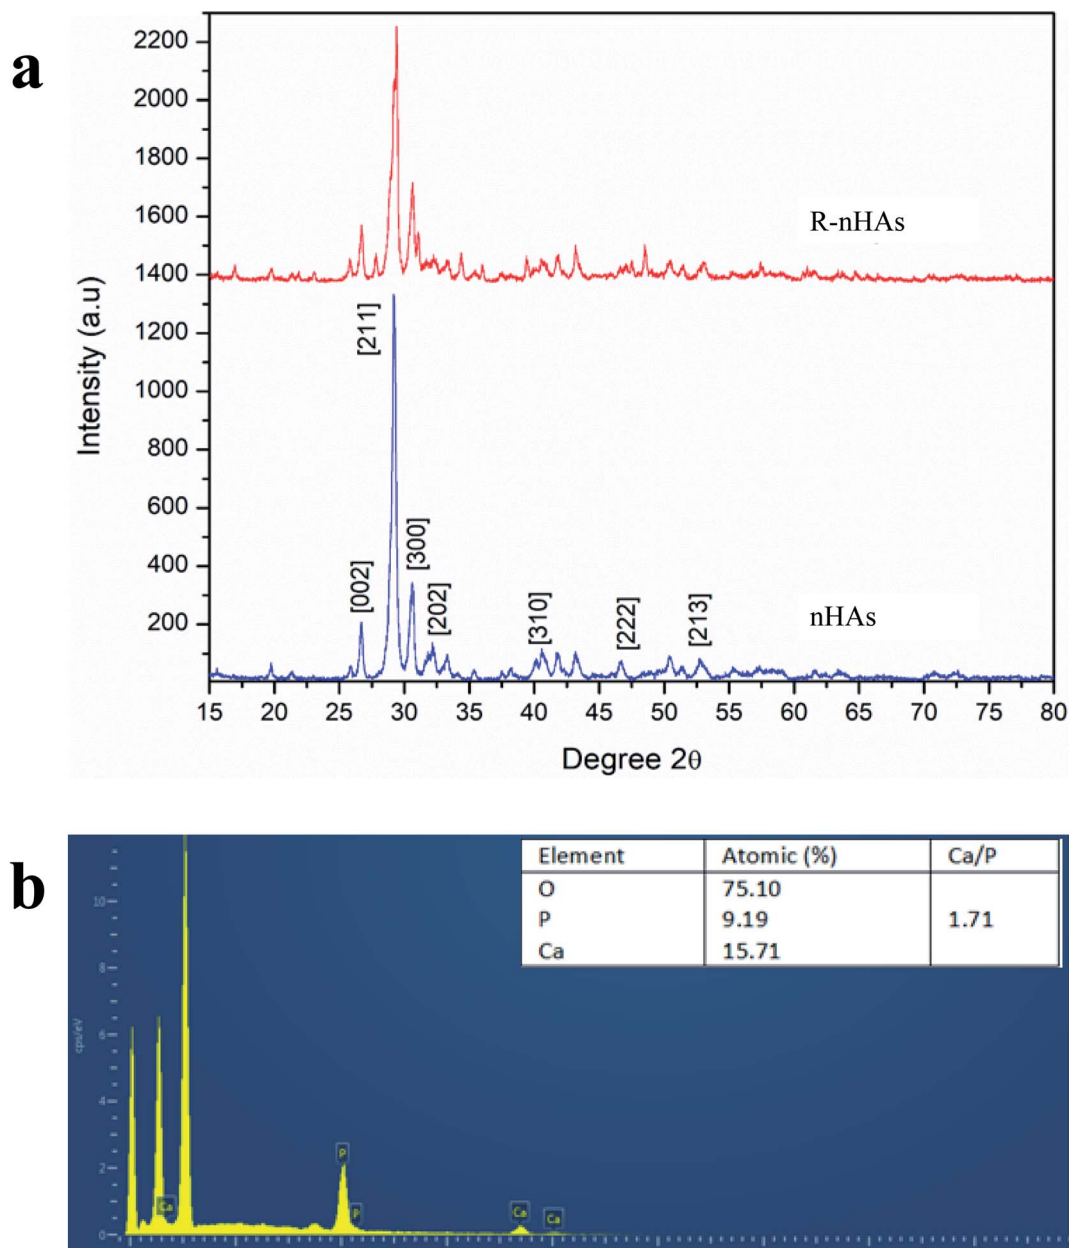 a
2200
2000
1800
1600
1400
1200
1000
800
600
400
200
Intensity (a.u)
R-nHAs
[211]
[002]
[300]
[202]
[310]
[222]
[213]
nHAs
15 20 25 30 35 40 45 50 55 60 65 70 75 80
Degree 2θ
b
Element Atomic (%) Ca/P
O 75.10
P 9.19 1.71
Ca 15.71
10
8
6
4
2
0
cps/eV
Ca
P
P
Ca
Ca